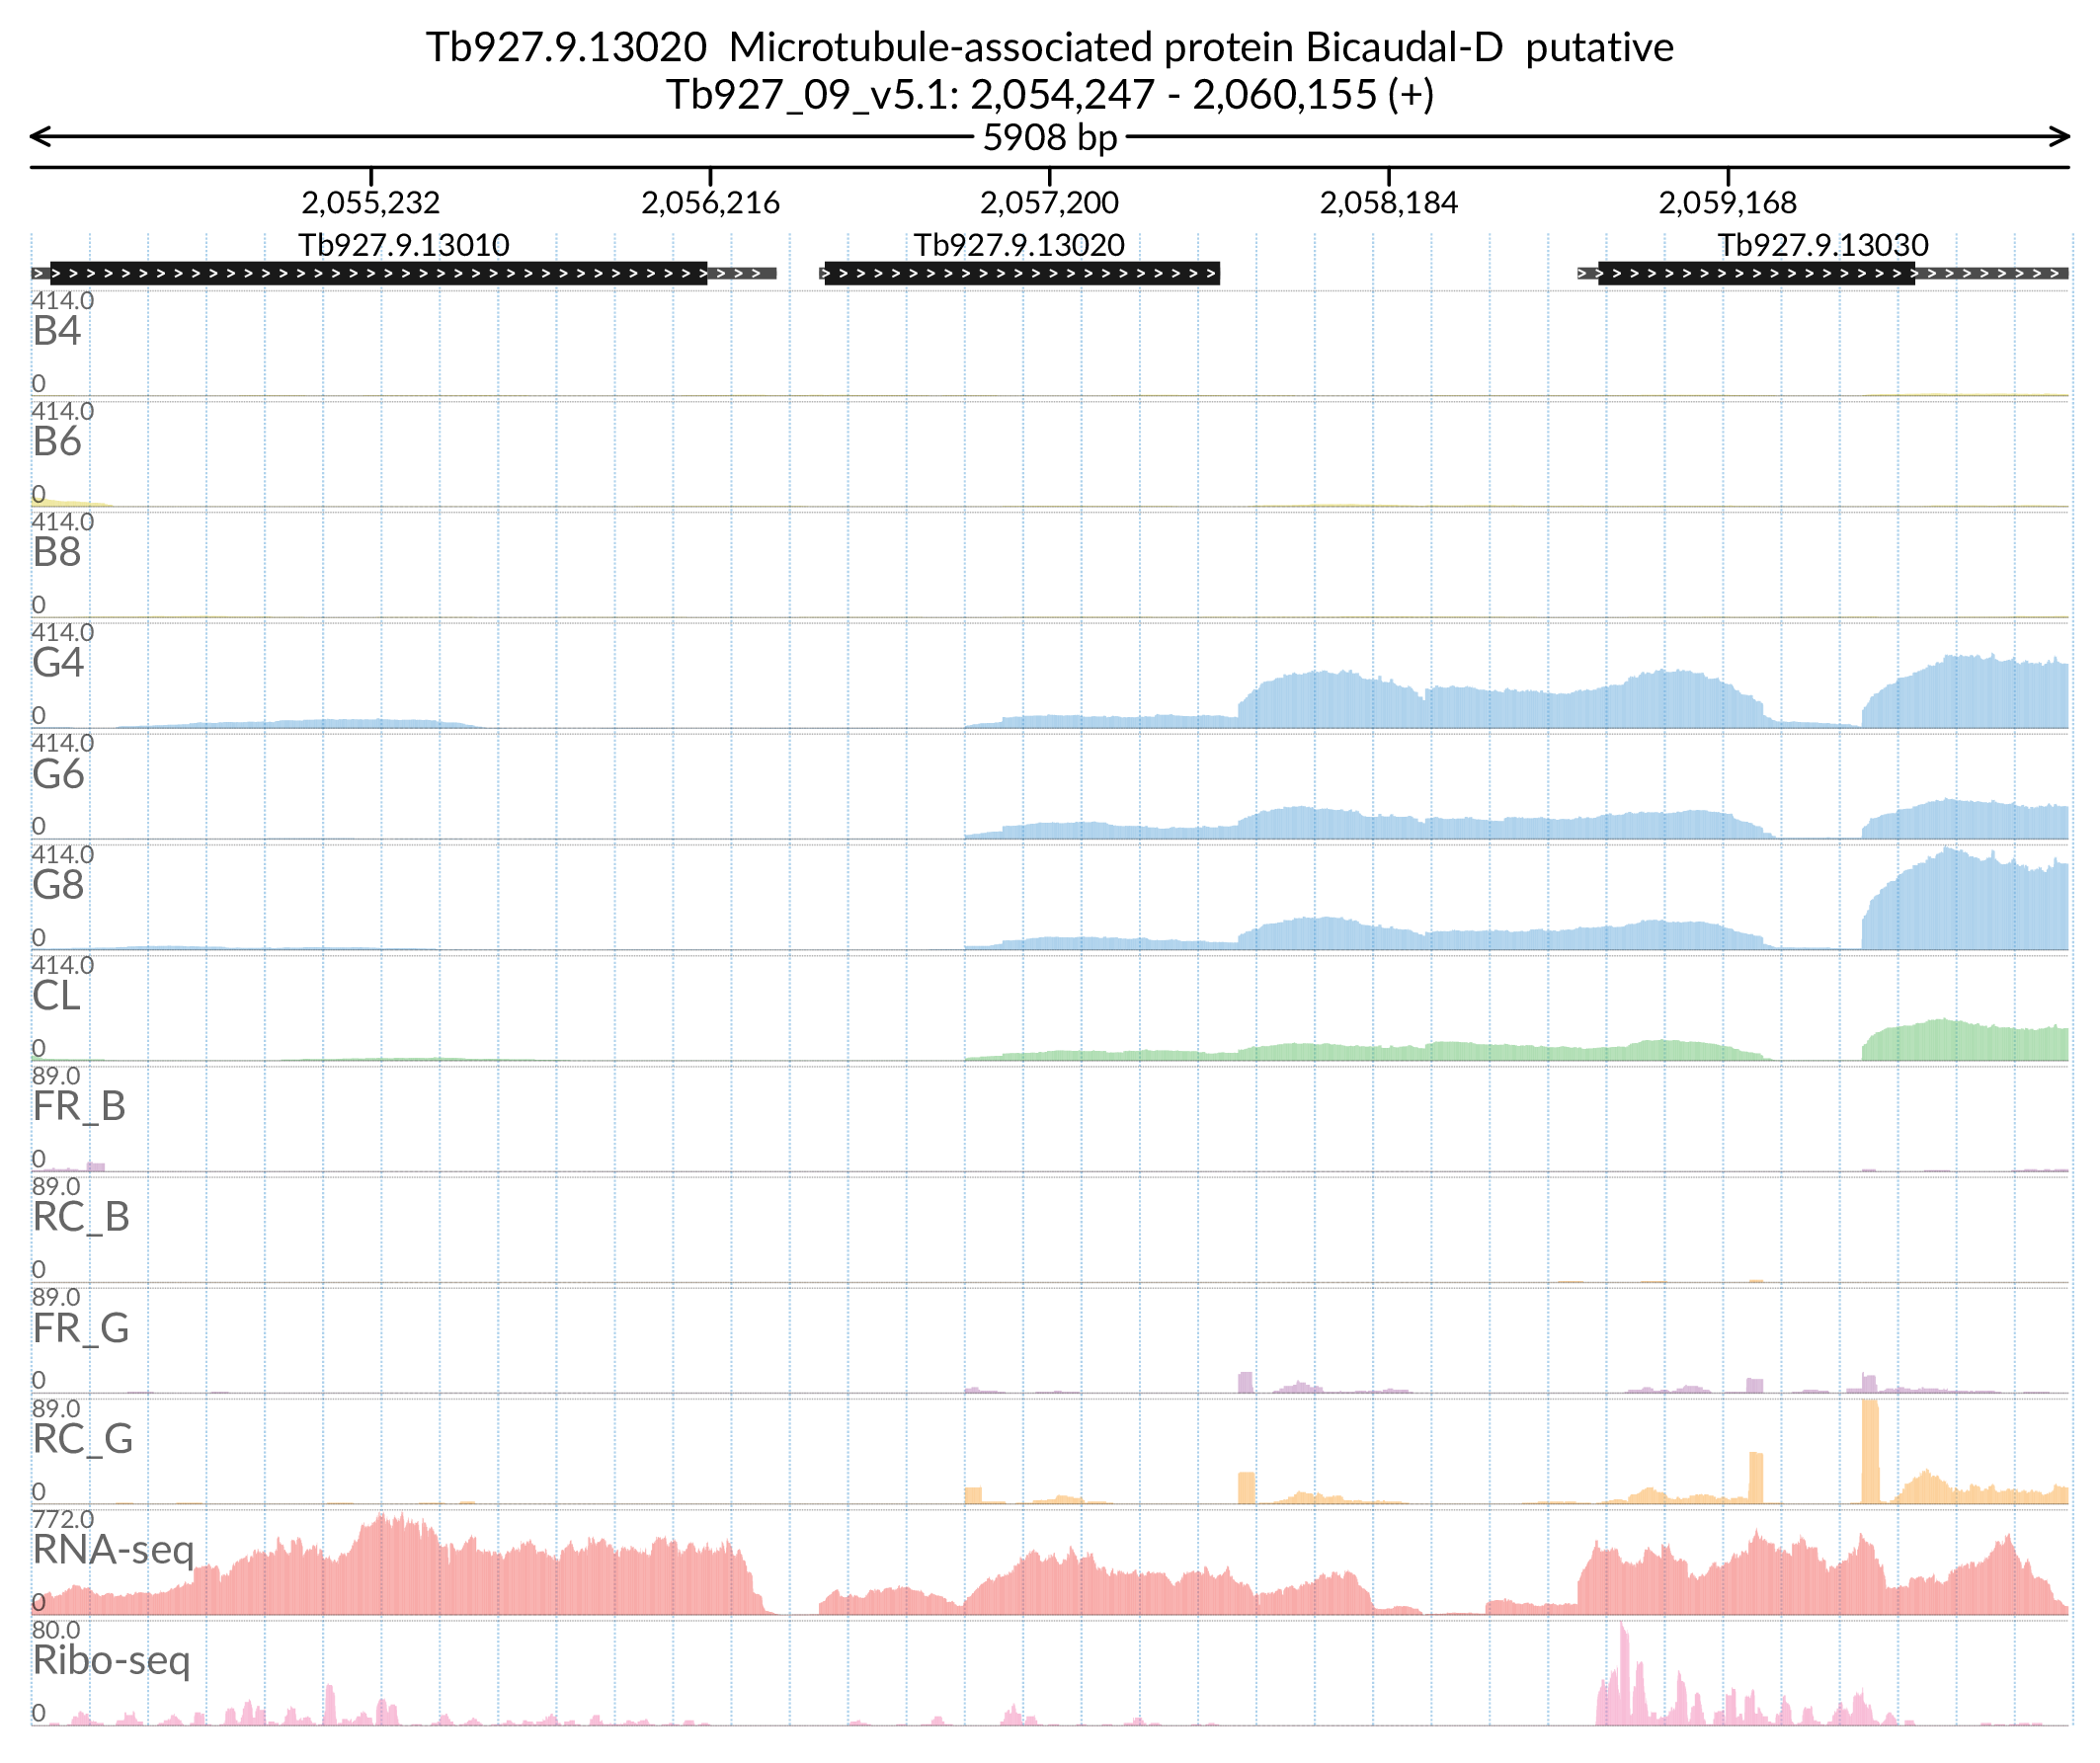 Tb927.9.13020 Microtubule-associated protein Bicaudal-D putative
Tb927_09_v5.1: 2,054,247 - 2,060,155 (+)
5908 bp
2,055,232 2,056,216 2,057,200 2,058,184 2,059,168
Tb927.9.13010 Tb927.9.13020 Tb927.9.13030
414.0
B4
0
414.0
B6
0
414.0
B8
0
414.0
G4
0
414.0
G6
0
414.0
G8
0
414.0
CL
0
89.0
FR_B
0
89.0
RC_B
0
89.0
FR_G
0
89.0
RC_G
0
772.0
RNA-seq
0
80.0
Ribo-seq
0